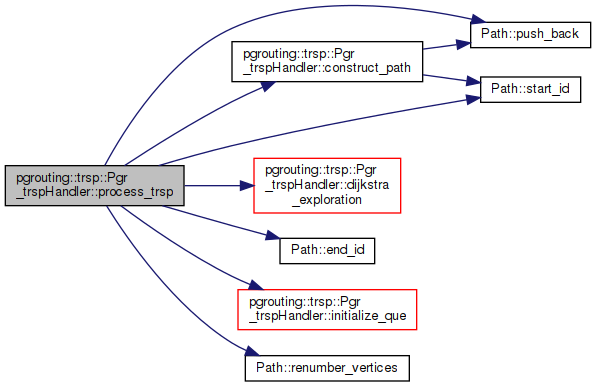 Path::push_back
pgrouting::trsp::Pgr
_trspHandler::construct_path
Path::start_id
pgrouting::trsp::Pgr
_trspHandler::process_trsp
pgrouting::trsp::Pgr
_trspHandler::dijkstra
_exploration
Path::end_id
pgrouting::trsp::Pgr
_trspHandler::initialize_que
Path::renumber_vertices